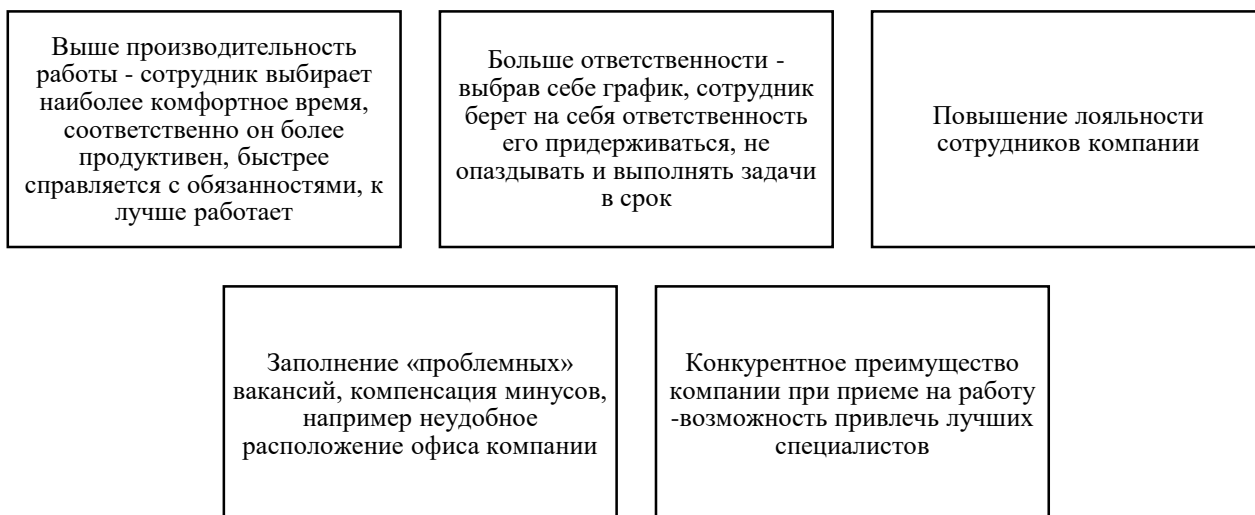 Выше производительность
работы - сотрудник выбирает
наиболее комфортное время,
соответственно он более
продуктивен, быстрее
справляется с обязанностями, к
лучше работает
Больше ответственности -
выбрав себе график, сотрудник
берет на себя ответственность
его придерживаться, не
опаздывать и выполнять задачи
в срок
Повышение лояльности
сотрудников компании
Заполнение «проблемных»
вакансий, компенсация минусов,
например неудобное
расположение офиса компании
Конкурентное преимущество
компании при приеме на работу
-возможность привлечь лучших
специалистов